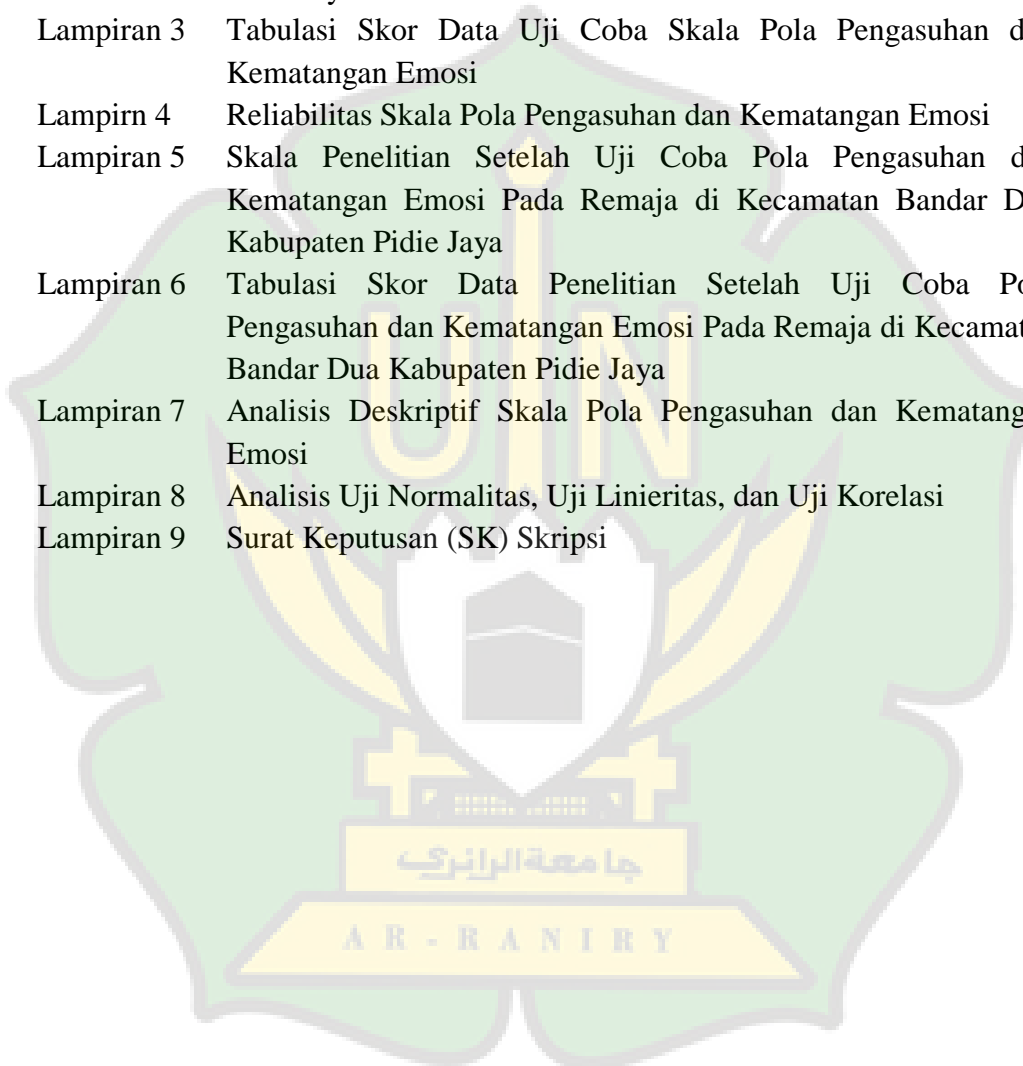 Lampiran 3 Tabulasi Skor Data Uji Coba Skala Pola Pengasuhan d
Kematangan Emosi
Lampirn 4 Reliabilitas Skala Pola Pengasuhan dan Kematangan Emosi
Lampiran 5 Skala Penelitian Setelah Uji Coba Pola Pengasuhan d
Kematangan Emosi Pada Remaja di Kecamatan Bandar D
Kabupaten Pidie Jaya
Lampiran 6 Tabulasi Skor Data Penelitian Setelah Uji Coba Po
Pengasuhan dan Kematangan Emosi Pada Remaja di Kecamat
Bandar Dua Kabupaten Pidie Jaya
Lampiran 7 Analisis Deskriptif Skala Pola Pengasuhan dan Kematang
Emosi
Lampiran 8 Analisis Uji Normalitas, Uji Linieritas, dan Uji Korelasi
Lampiran 9 Surat Keputusan (SK) Skripsi
UIN
جامعة الرانري
AR-RANIRY